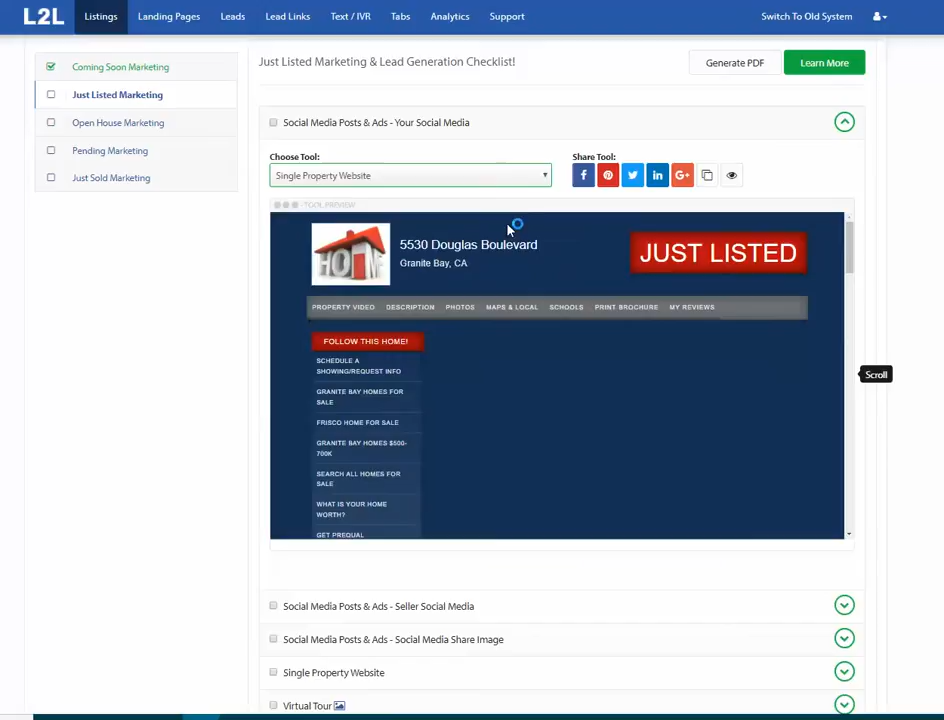 L2L Listings Landing Pages Leads Lead Links Text / IVR Tabs Analytics Support Switch To Old System
Coming Soon Marketing
Just Listed Marketing
Open House Marketing
Pending Marketing
Just Sold Marketing
Just Listed Marketing & Lead Generation Checklist!
Generate PDF
Learn More
Social Media Posts & Ads - Your Social Media
Choose Tool:
Single Property Website
Share Tool:
TOOL PREVIEW
HOM
5530 Douglas Boulevard
Granite Bay, CA
JUST LISTED
PROPERTY VIDEO DESCRIPTION PHOTOS MAPS & LOCAL SCHOOLS PRINT BROCHURE MY REVIEWS
FOLLOW THIS HOME!
SCHEDULE A
SHOWING/REQUEST INFO
GRANITE BAY HOMES FOR
SALE
FRISCO HOME FOR SALE
GRANITE BAY HOMES $500-
700K
SEARCH ALL HOMES FOR
SALE
WHAT IS YOUR HOME
WORTH?
GET PREQUAL
Scroll
Social Media Posts & Ads - Seller Social Media
Social Media Posts & Ads - Social Media Share Image
Single Property Website
Virtual Tour